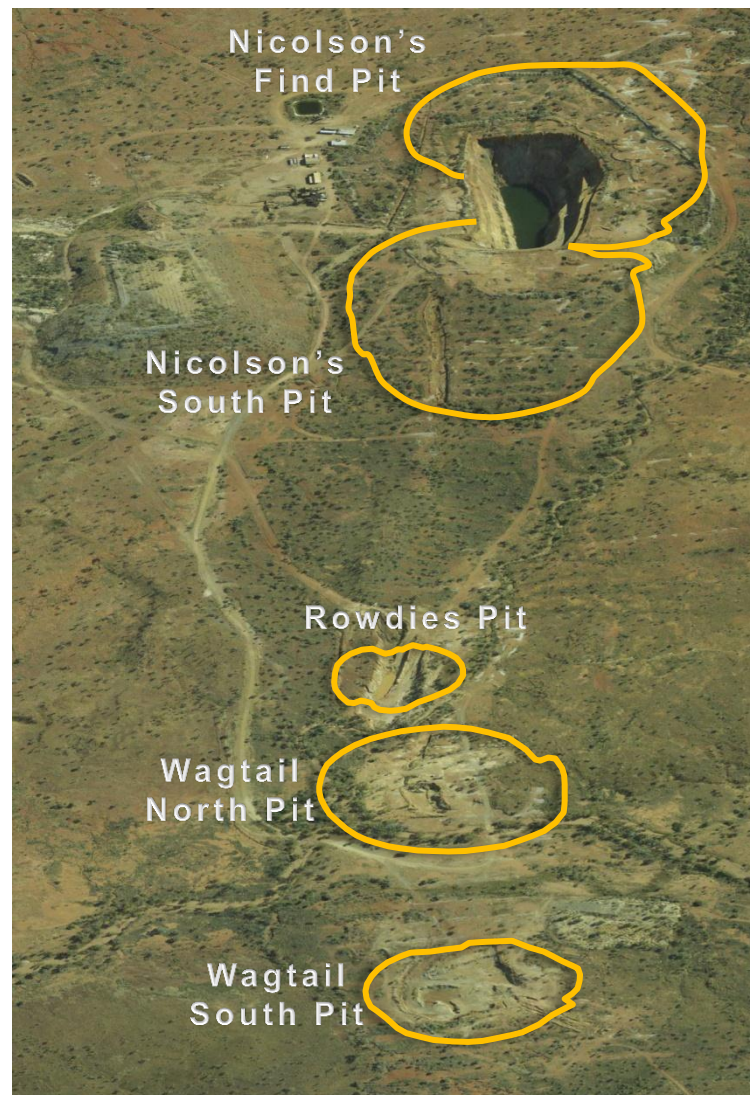 Nicolson's
Find Pit
Nicolson's
South Pit
Rowdies Pit
Wagtail
North Pit
Wagtail
South Pit